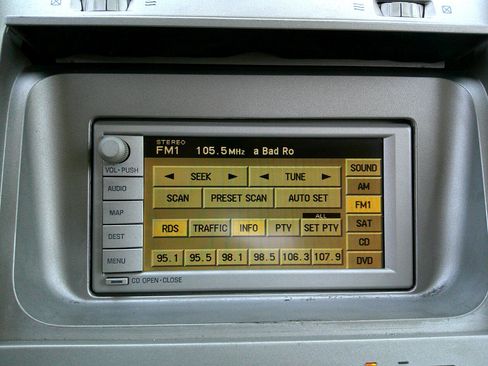 STEREO
FM1 105.5MHz a Bad Ro
VOL·PUSH
AUDIO
MAP
DEST
MENU
◄ SEEK ►
◄ TUNE ►
SCAN
PRESET SCAN
AUTO SET
ALL
RDS
TRAFFIC
INFO
PTY
SET PTY
95.1
95.5
98.1
98.5
106.3
107.9
SOUND
AM
FM1
SAT
CD
DVD
CD OPEN·CLOSE